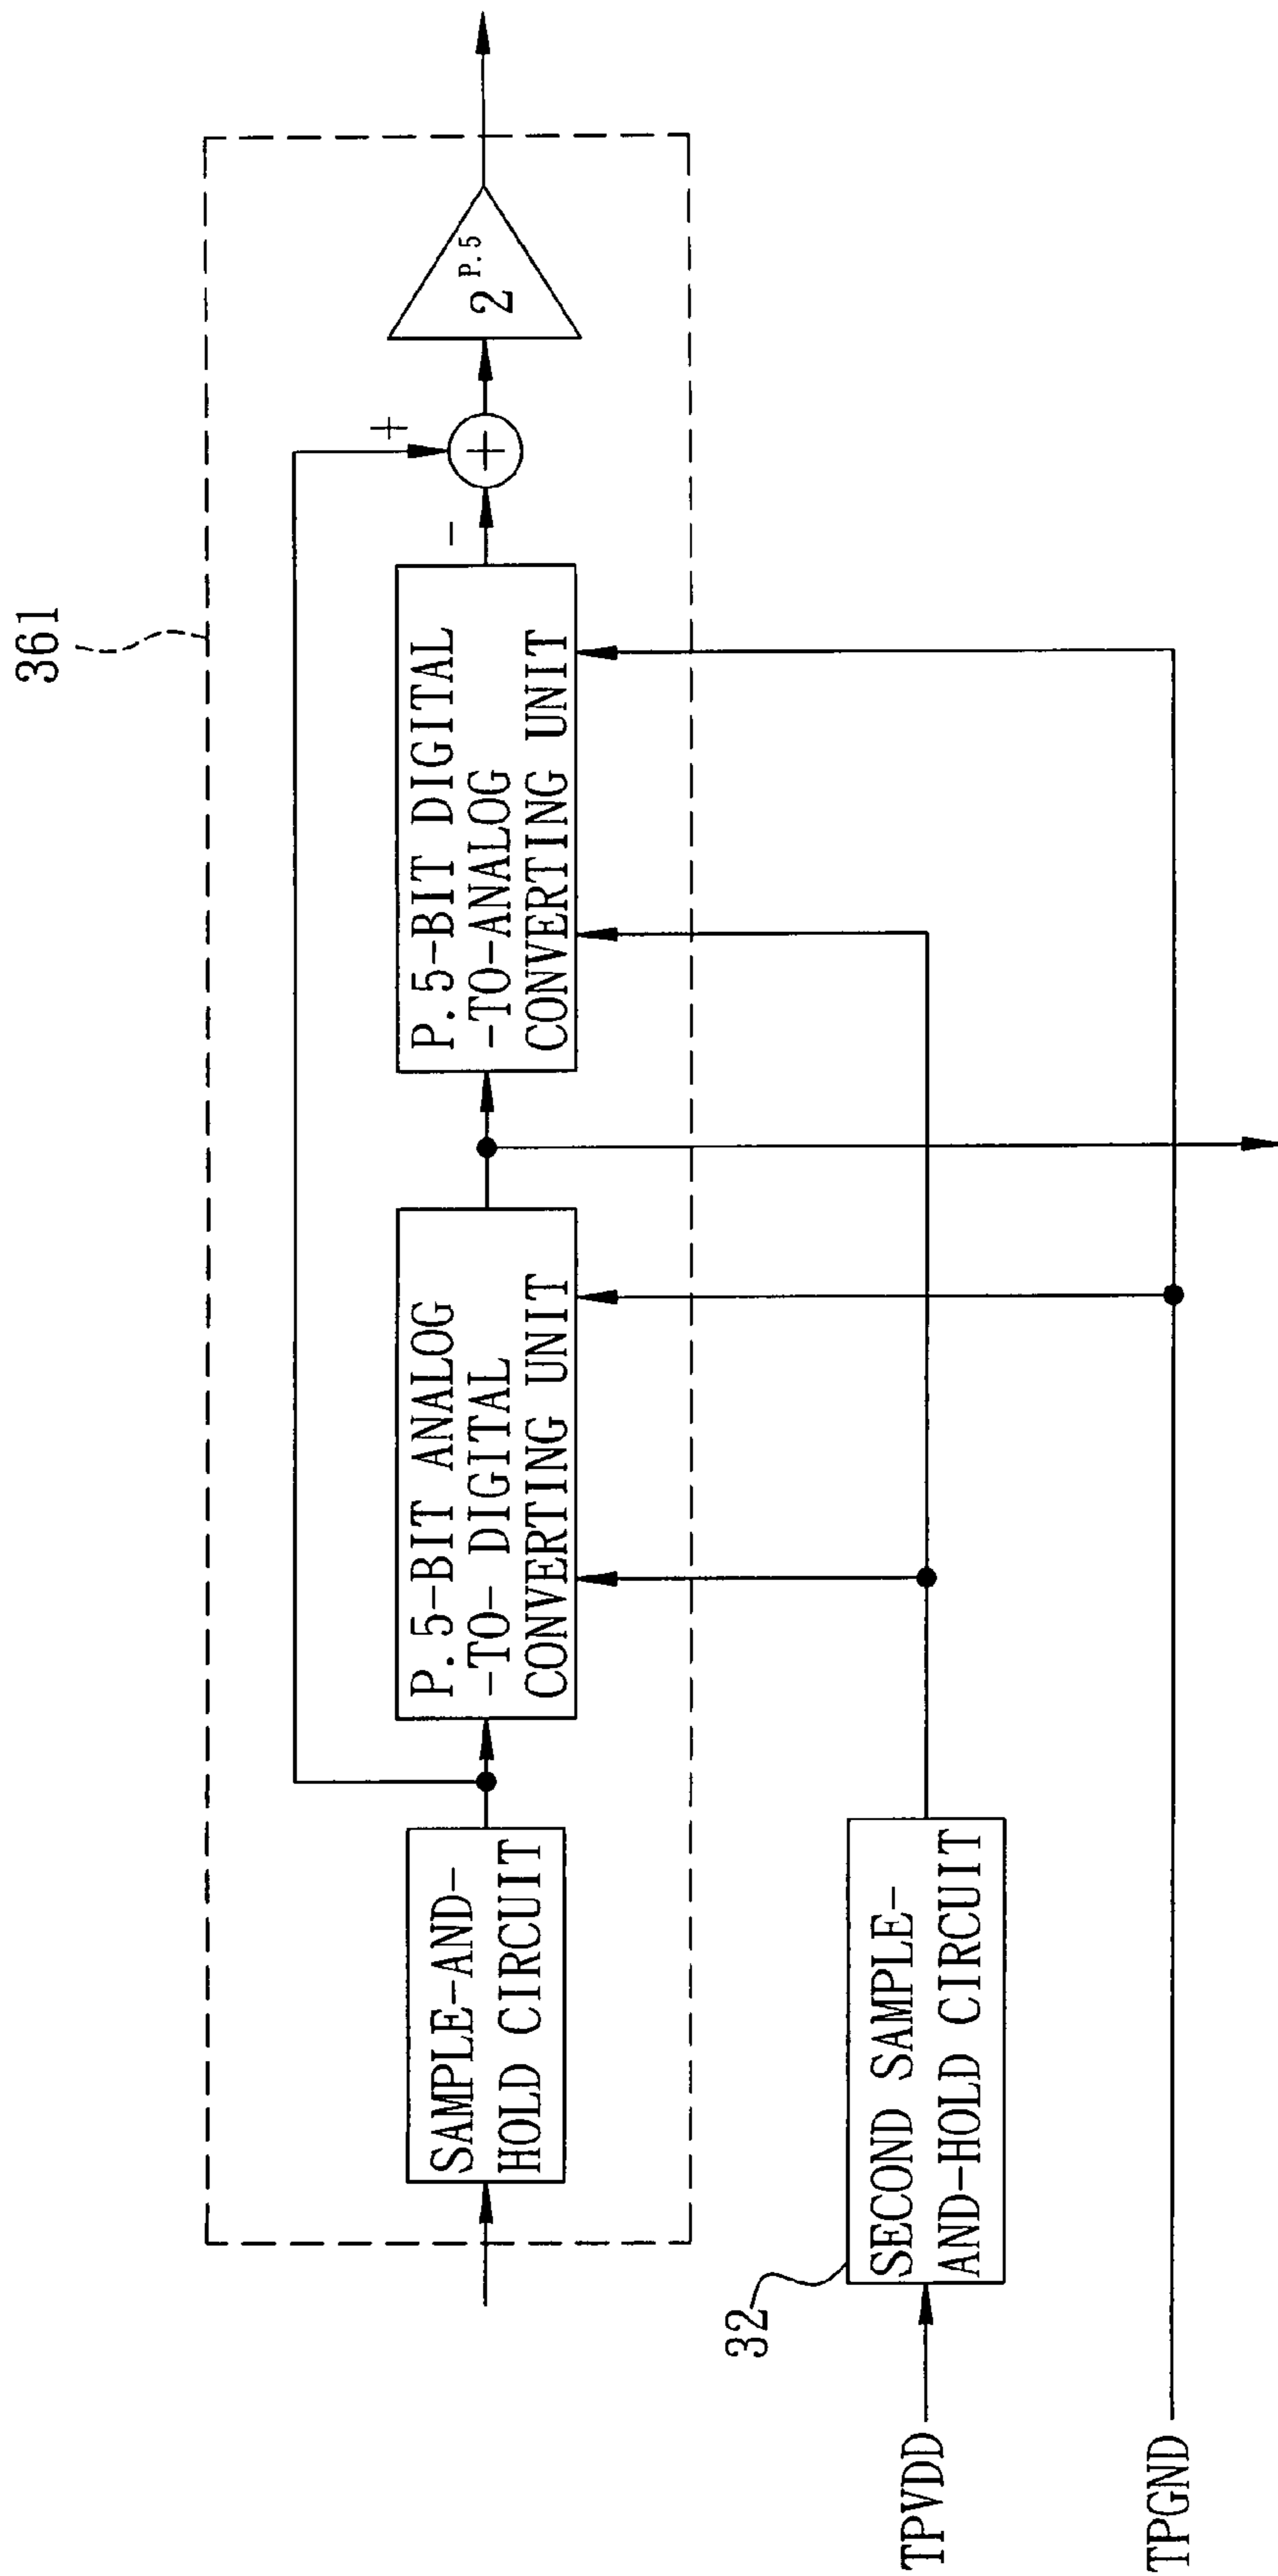 361
SAMPLE-AND-
HOLD CIRCUIT
P.5-BIT ANALOG
-TO- DIGITAL
CONVERTING UNIT
P.5-BIT DIGITAL
-TO-ANALOG
CONVERTING UNIT
-
+
+
2^P.5
32
SECOND SAMPLE-
AND-HOLD CIRCUIT
TPVDD
TPGND